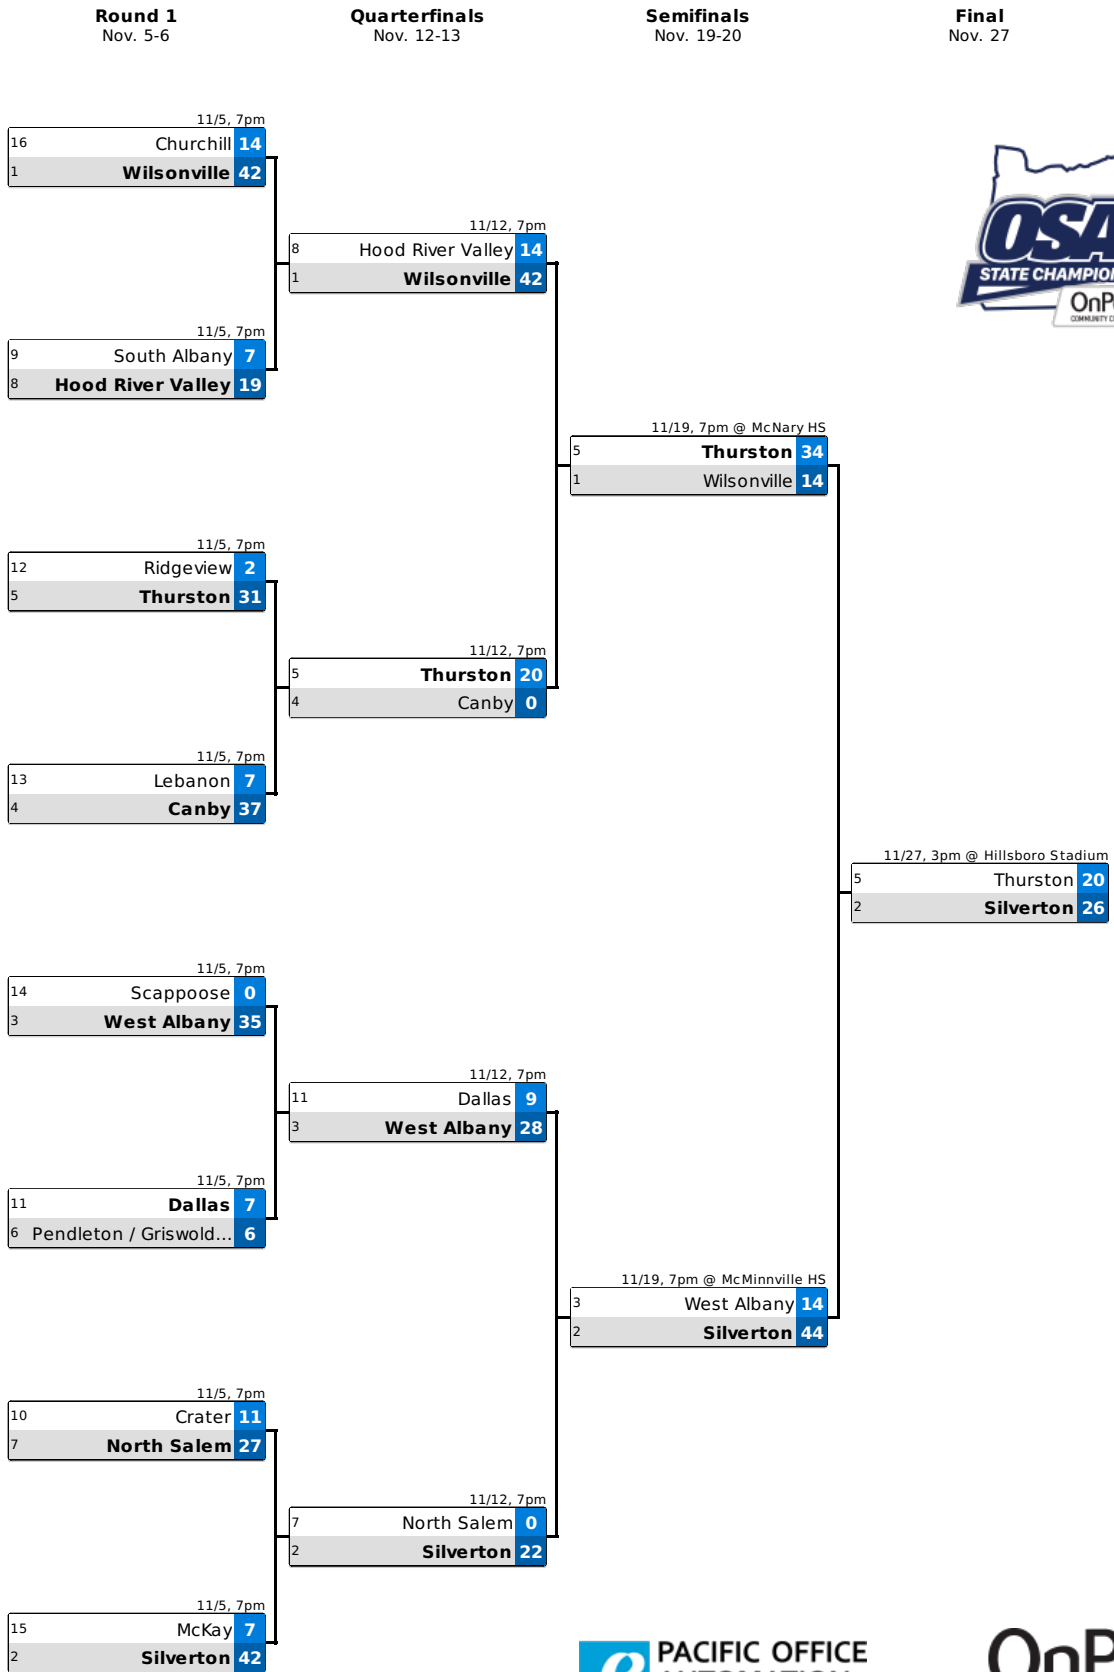 Round 1
Nov. 5-6
Quarterfinals
Nov. 12-13
Semifinals
Nov. 19-20
Final
Nov. 27
11/5, 7pm
16 Churchill 14
1 Wilsonville 42
11/5, 7pm
9 South Albany 7
8 Hood River Valley 19
11/5, 7pm
12 Ridgeview 2
5 Thurston 31
11/5, 7pm
13 Lebanon 7
4 Canby 37
11/5, 7pm
14 Scappoose 0
3 West Albany 35
11/5, 7pm
11 Dallas 7
6 Pendleton / Griswold... 6
11/5, 7pm
10 Crater 11
7 North Salem 27
11/5, 7pm
15 McKay 7
2 Silverton 42
11/12, 7pm
8 Hood River Valley 14
1 Wilsonville 42
11/12, 7pm
5 Thurston 20
4 Canby 0
11/12, 7pm
11 Dallas 9
3 West Albany 28
11/12, 7pm
7 North Salem 0
2 Silverton 22
11/19, 7pm @ McNary HS
5 Thurston 34
1 Wilsonville 14
11/19, 7pm @ McMinnville HS
3 West Albany 14
2 Silverton 44
11/27, 3pm @ Hillsboro Stadium
5 Thurston 20
2 Silverton 26
OSA
STATE CHAMPION
OnP
COMMUNITY C
PACIFIC OFFICE
AUTOMATION
OnP